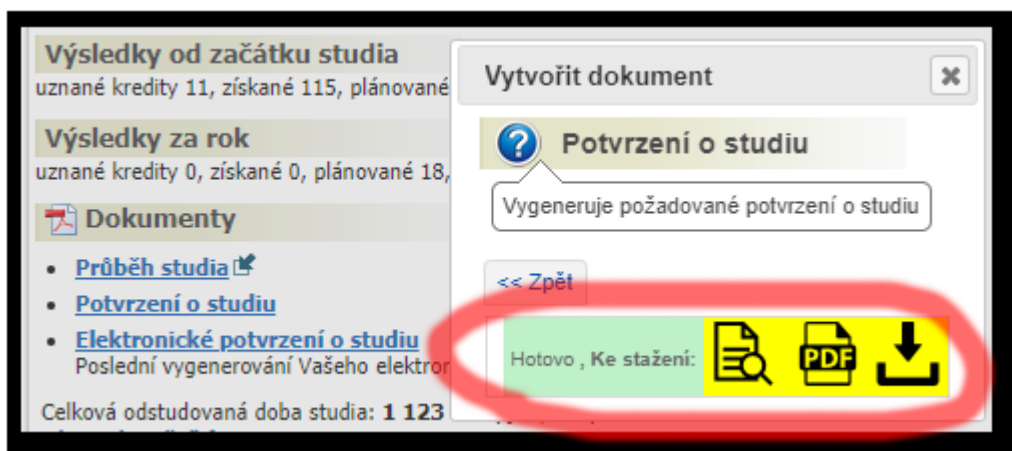 Výsledky od začátku studia
uznané kredity 11, získané 115, plánované
Výsledky za rok
uznané kredity 0, získané 0, plánované 18,
Dokumenty
Průběh studia
Potvrzení o studiu
Elektronické potvrzení o studiu
Poslední vygenerování Vašeho elektron
Celková odstudovaná doba studia: 1 123
Vytvořit dokument
Potvrzení o studiu
Vygeneruje požadované potvrzení o studiu
<< Zpět
Hotovo , Ke stažení:
PDF